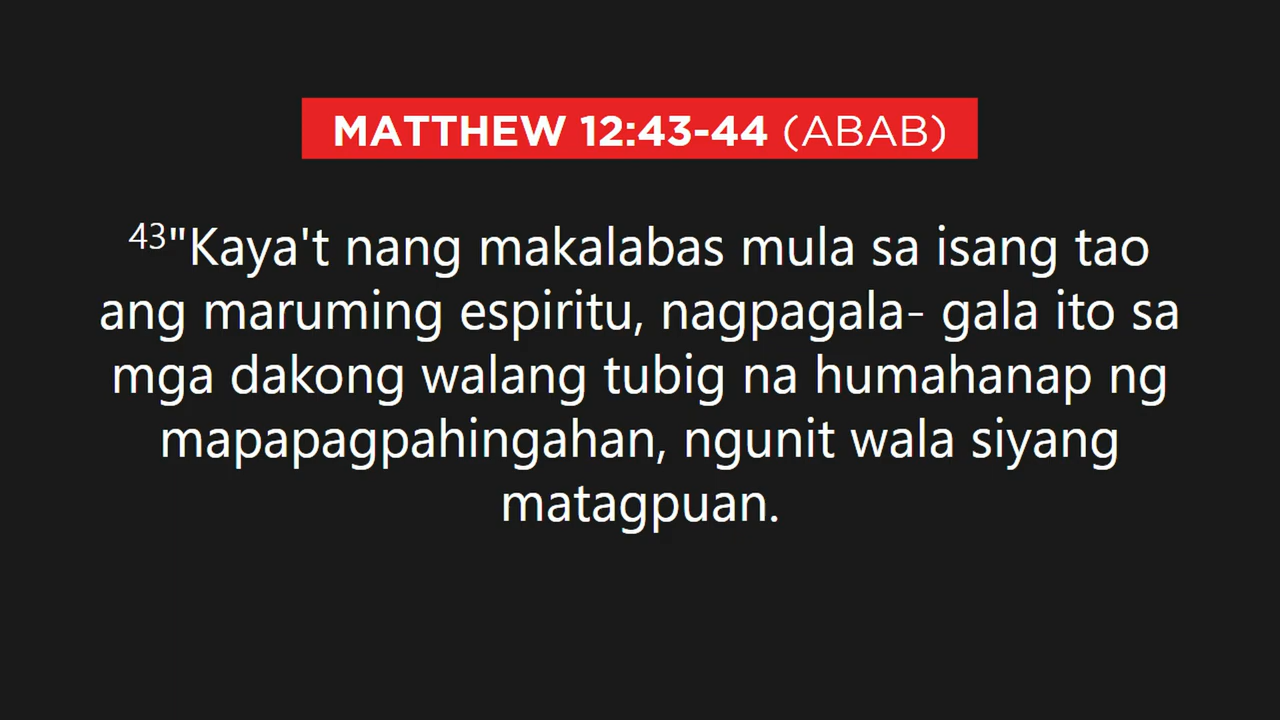 MATTHEW 12:43-44 (ABAB)
43"Kaya't nang makalabas mula sa isang tao
ang maruming espiritu, nagpagala- gala ito sa
mga dakong walang tubig na humahanap ng
mapapagpahingahan, ngunit wala siyang
matagpuan.